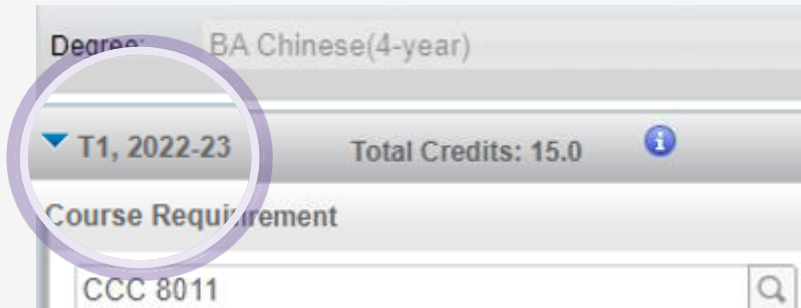 Degree: BA Chinese(4-year)
T1, 2022-23 Total Credits: 15.0
Course Requirement
CCC 8011